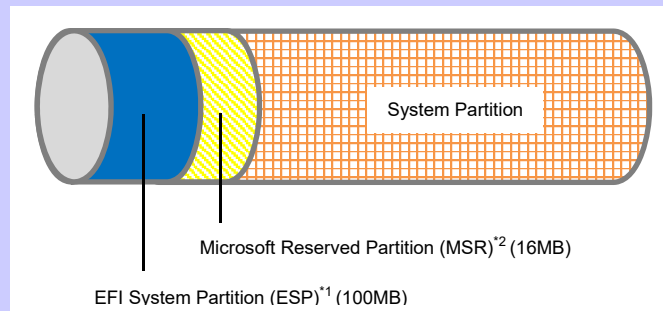 System Partition
Microsoft Reserved Partition (MSR)*2 (16MB)
EFI System Partition (ESP)*1 (100MB)